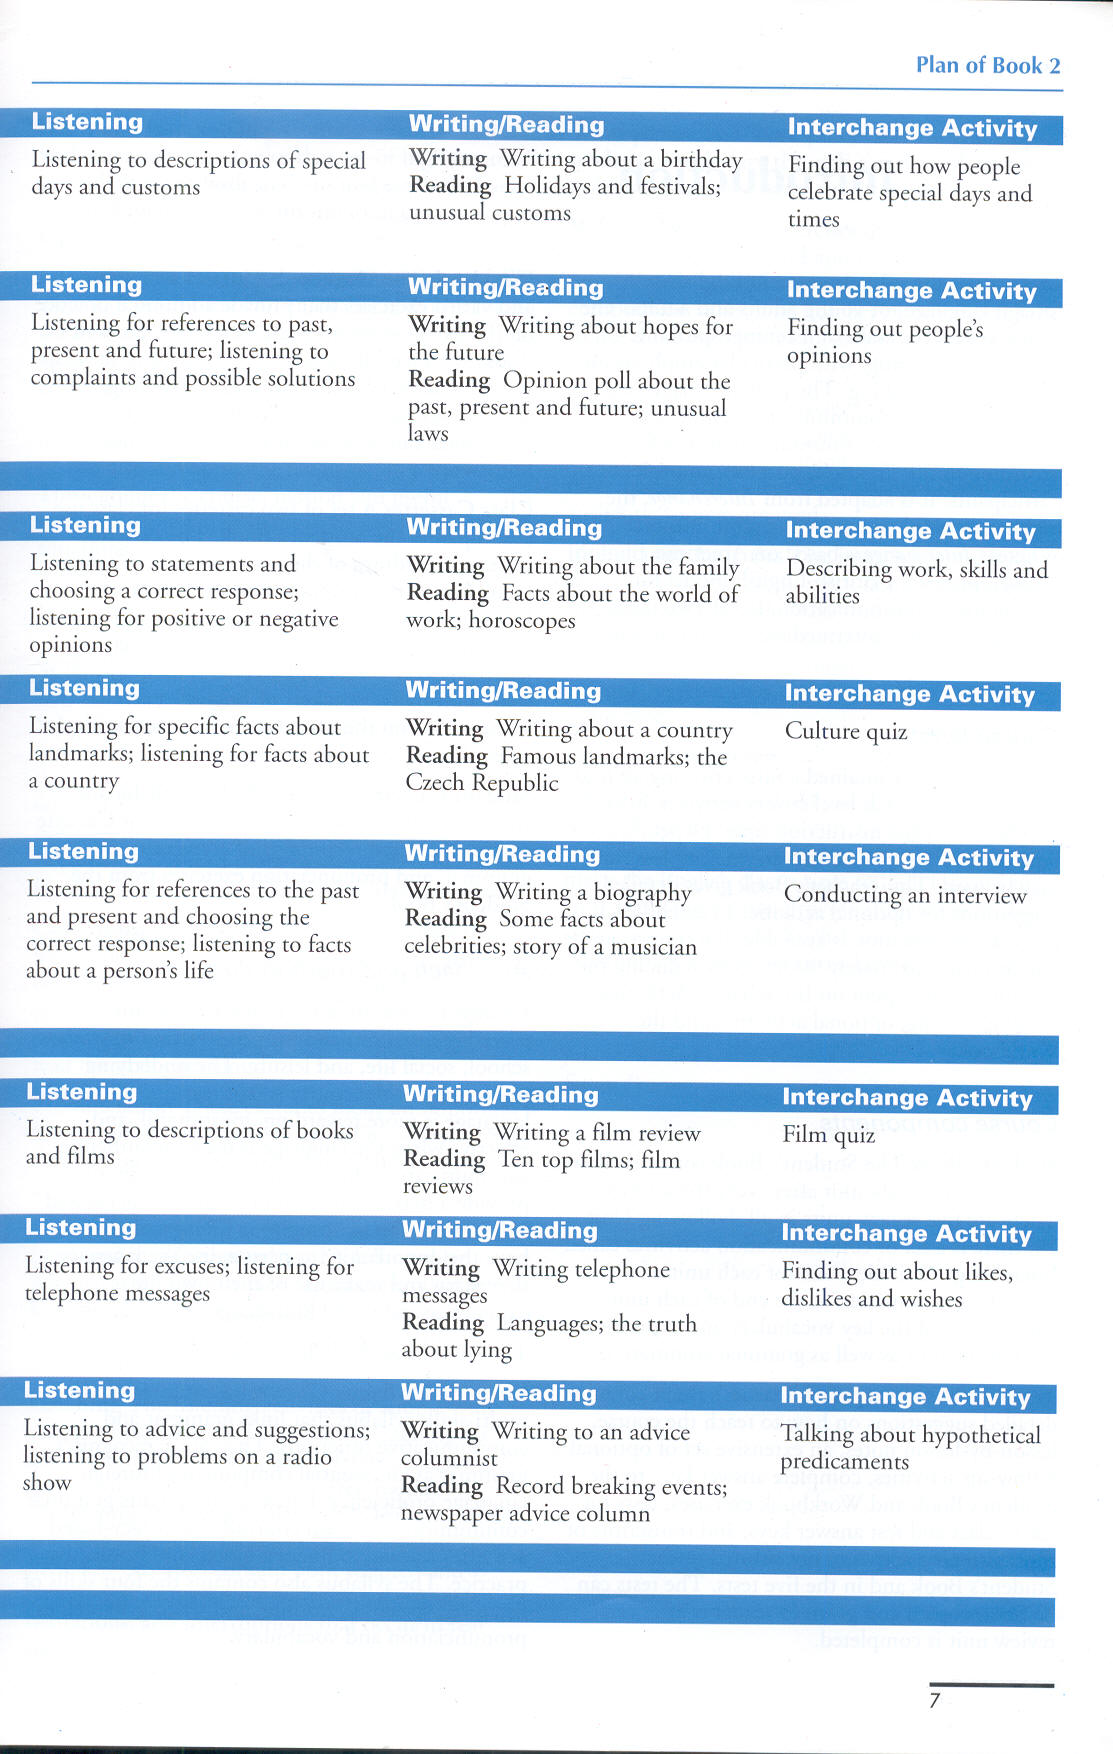 Plan of Book 2
Listening
Listening to descriptions of special
days and customs
Writing/Reading
Writing Writing about a birthday
Reading Holidays and festivals;
unusual customs
Interchange Activity
Finding out how people
celebrate special days and
times
Listening
Listening for references to past,
present and future; listening to
complaints and possible solutions
Writing/Reading
Writing Writing about hopes for
the future
Reading Opinion poll about the
past, present and future; unusual
laws
Interchange Activity
Finding out people's
opinions
Listening
Listening to statements and
choosing a correct response;
listening for positive or negative
opinions
Writing/Reading
Writing Writing about the family
Reading Facts about the world of
work; horoscopes
Interchange Activity
Describing work, skills and
abilities
Listening
Listening for specific facts about
landmarks; listening for facts about
a country
Writing/Reading
Writing Writing about a country
Reading Famous landmarks; the
Czech Republic
Interchange Activity
Culture quiz
Listening
Listening for references to the past
and present and choosing the
correct response; listening to facts
about a person's life
Writing/Reading
Writing Writing a biography
Reading Some facts about
celebrities; story of a musician
Interchange Activity
Conducting an interview
Listening
Listening to descriptions of books
and films
Writing/Reading
Writing Writing a film review
Reading Ten top films; film
reviews
Interchange Activity
Film quiz
Listening
Listening for excuses; listening for
telephone messages
Writing/Reading
Writing Writing telephone
messages
Reading Languages; the truth
about lying
Interchange Activity
Finding out about likes,
dislikes and wishes
Listening
Listening to advice and suggestions;
listening to problems on a radio
show
Writing/Reading
Writing Writing to an advice
columnist
Reading Record breaking events;
newspaper advice column
Interchange Activity
Talking about hypothetical
predicaments
7